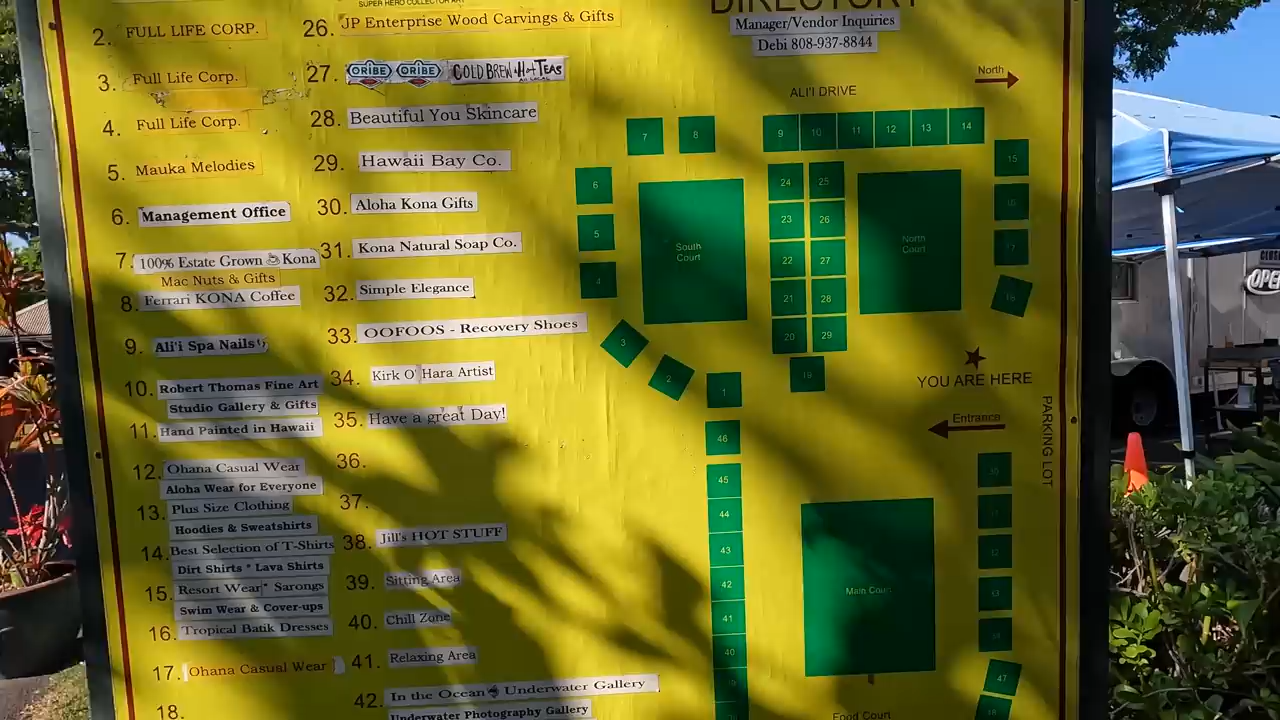 SUPER HERO COLLECTOR ART
2. FULL LIFE CORP.
3. Full Life Corp.
4. Full Life Corp.
5. Mauka Melodies
6. Management Office
7. 100% Estate Grown Kona
Mac Nuts & Gifts
8. Ferrari KONA Coffee
9. Ali'i Spa Nails
10. Robert Thomas Fine Art
Studio Gallery & Gifts
11. Hand Painted in Hawaii
12. Ohana Casual Wear
Aloha Wear for Everyone
13. Plus Size Clothing
Hoodies & Sweatshirts
14. Best Selection of T-Shirts
Dirt Shirts * Lava Shirts
15. Resort Wear * Sarongs
Swim Wear & Cover-ups
16. Tropical Batik Dresses
17. Ohana Casual Wear
18.
26. JP Enterprise Wood Carvings & Gifts
27. ORIBE ORIBE COLD BREW HOT TEAS
28. Beautiful You Skincare
29. Hawaii Bay Co.
30. Aloha Kona Gifts
31. Kona Natural Soap Co.
32. Simple Elegance
33. OOFOOS - Recovery Shoes
34. Kirk O' Hara Artist
35. Have a great Day!
36.
37.
38. Jill's HOT STUFF
39. Sitting Area
40. Chill Zone
41. Relaxing Area
42. In the Ocean Underwater Gallery
Underwater Photography Gallery
DIRECTORY
Manager/Vendor Inquiries
Debi 808-937-8844
North
ALI'I DRIVE
7 8 9 10 11 12 13 14
15
6 24 25 16
5 23 26 17
4 22 27 18
21 28
3 20 29
2 19
1
South Court
North Court
YOU ARE HERE
Entrance
PARKING LOT
46
45
44
43
42
41
40
30
47
Main Court
Food Court
OPE